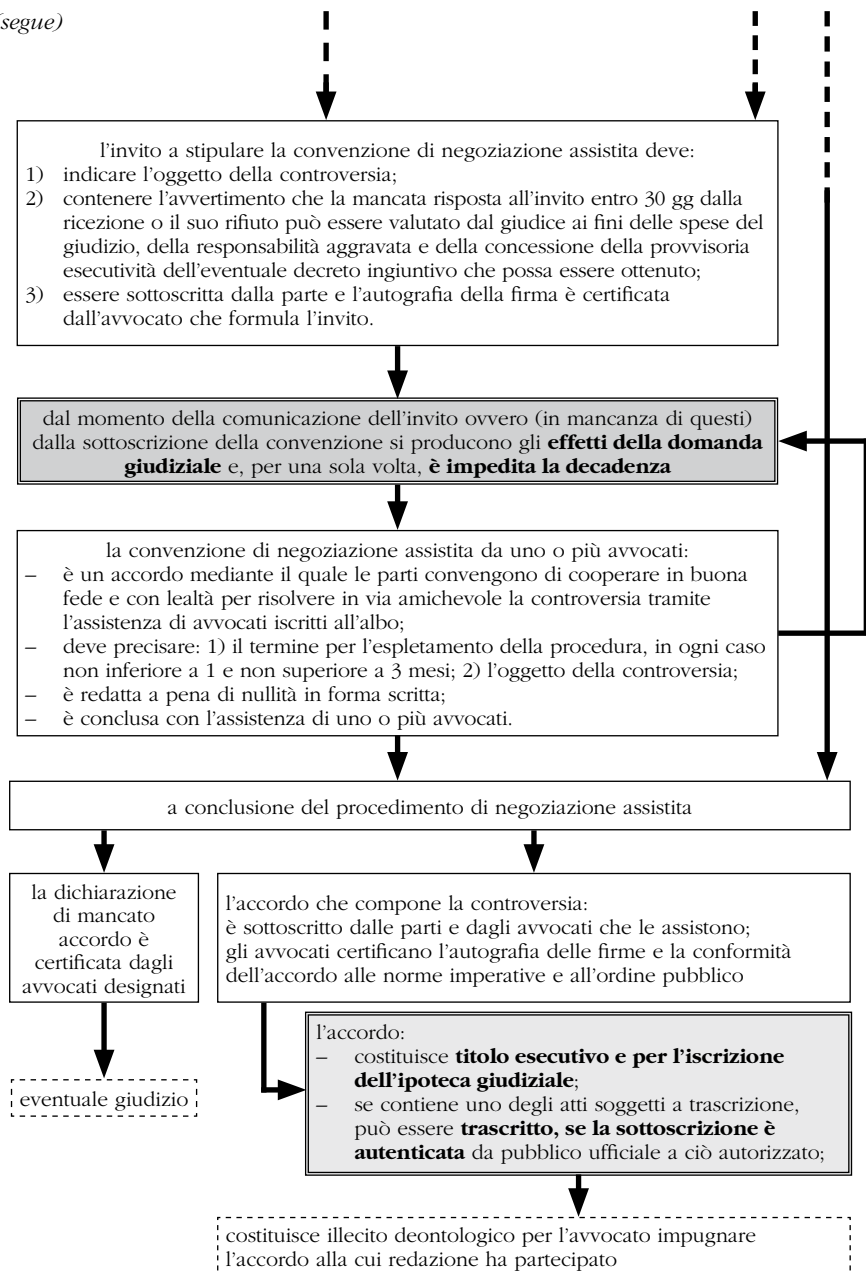 (segue)
l'invito a stipulare la convenzione di negoziazione assistita deve:
1) indicare l'oggetto della controversia;
2) contenere l'avvertimento che la mancata risposta all'invito entro 30 gg dalla
ricezione o il suo rifiuto può essere valutato dal giudice ai fini delle spese del
giudizio, della responsabilità aggravata e della concessione della provvisoria
esecutività dell'eventuale decreto ingiuntivo che possa essere ottenuto;
3) essere sottoscritta dalla parte e l'autografia della firma è certificata
dall'avvocato che formula l'invito.
dal momento della comunicazione dell'invito ovvero (in mancanza di questi)
dalla sottoscrizione della convenzione si producono gli effetti della domanda
giudiziale e, per una sola volta, è impedita la decadenza
la convenzione di negoziazione assistita da uno o più avvocati:
– è un accordo mediante il quale le parti convengono di cooperare in buona
fede e con lealtà per risolvere in via amichevole la controversia tramite
l'assistenza di avvocati iscritti all'albo;
– deve precisare: 1) il termine per l'espletamento della procedura, in ogni caso
non inferiore a 1 e non superiore a 3 mesi; 2) l'oggetto della controversia;
– è redatta a pena di nullità in forma scritta;
– è conclusa con l'assistenza di uno o più avvocati.
a conclusione del procedimento di negoziazione assistita
la dichiarazione
di mancato
accordo è
certificata dagli
avvocati designati
eventuale giudizio
l'accordo che compone la controversia:
è sottoscritto dalle parti e dagli avvocati che le assistono;
gli avvocati certificano l'autografia delle firme e la conformità
dell'accordo alle norme imperative e all'ordine pubblico
l'accordo:
– costituisce titolo esecutivo e per l'iscrizione
dell'ipoteca giudiziale;
– se contiene uno degli atti soggetti a trascrizione,
può essere trascritto, se la sottoscrizione è
autenticata da pubblico ufficiale a ciò autorizzato;
costituisce illecito deontologico per l'avvocato impugnare
l'accordo alla cui redazione ha partecipato